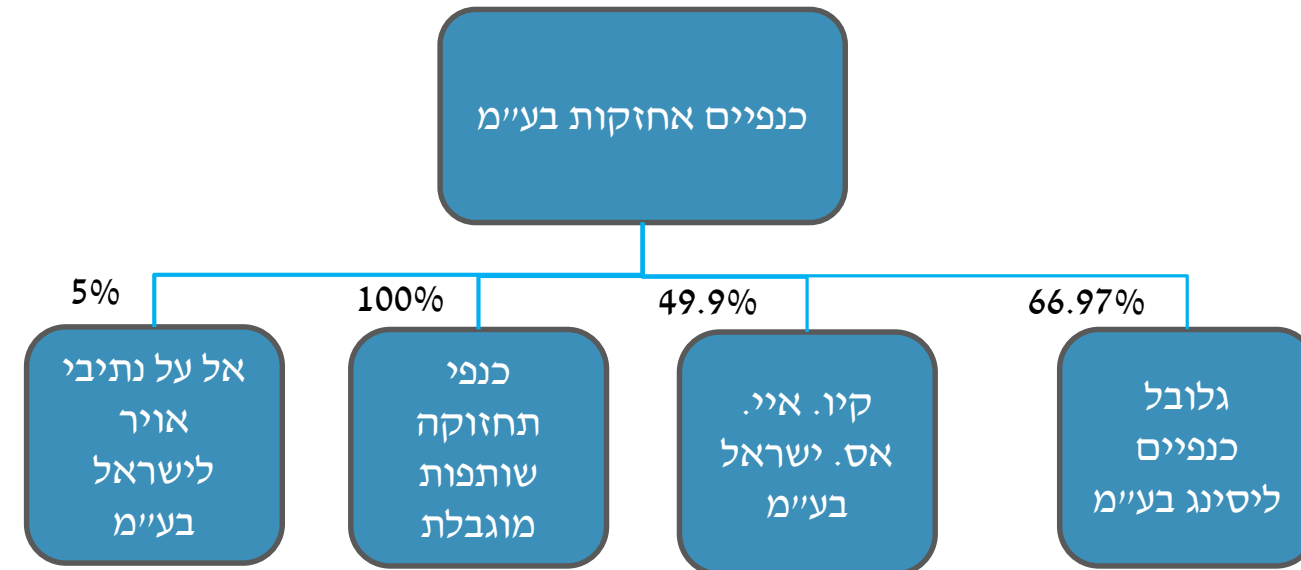 כנפיים אחזקות בע״מ
66.97%
49.9%
100%
5%
גלובל
כנפיים
ליסינג בע״מ
קיו. איי.
אס. ישראל
בע״מ
כנפי
תחזוקה
שותפות
מוגבלת
אל על נתיבי
אויר
לישראל
בע״מ